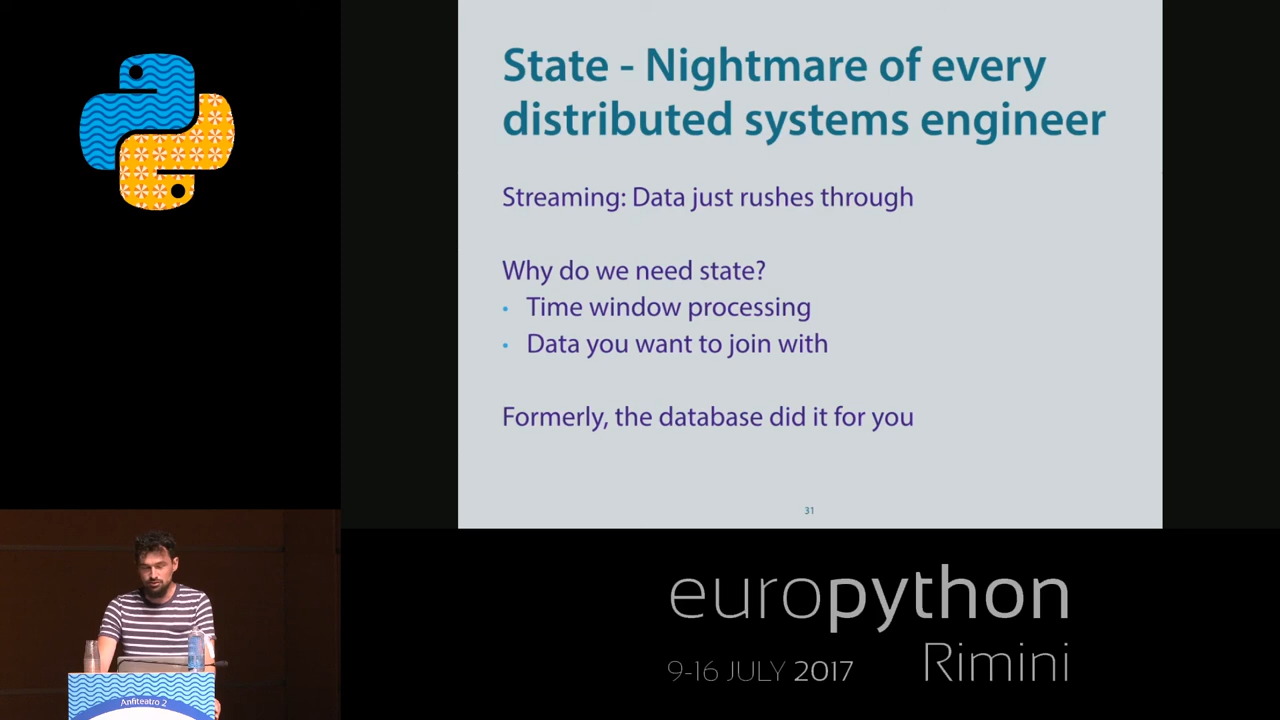 State - Nightmare of every
distributed systems engineer
Streaming: Data just rushes through
Why do we need state?
• Time window processing
• Data you want to join with
Formerly, the database did it for you
31
europython
9-16 JULY 2017
Rimini
Anfiteatro 2